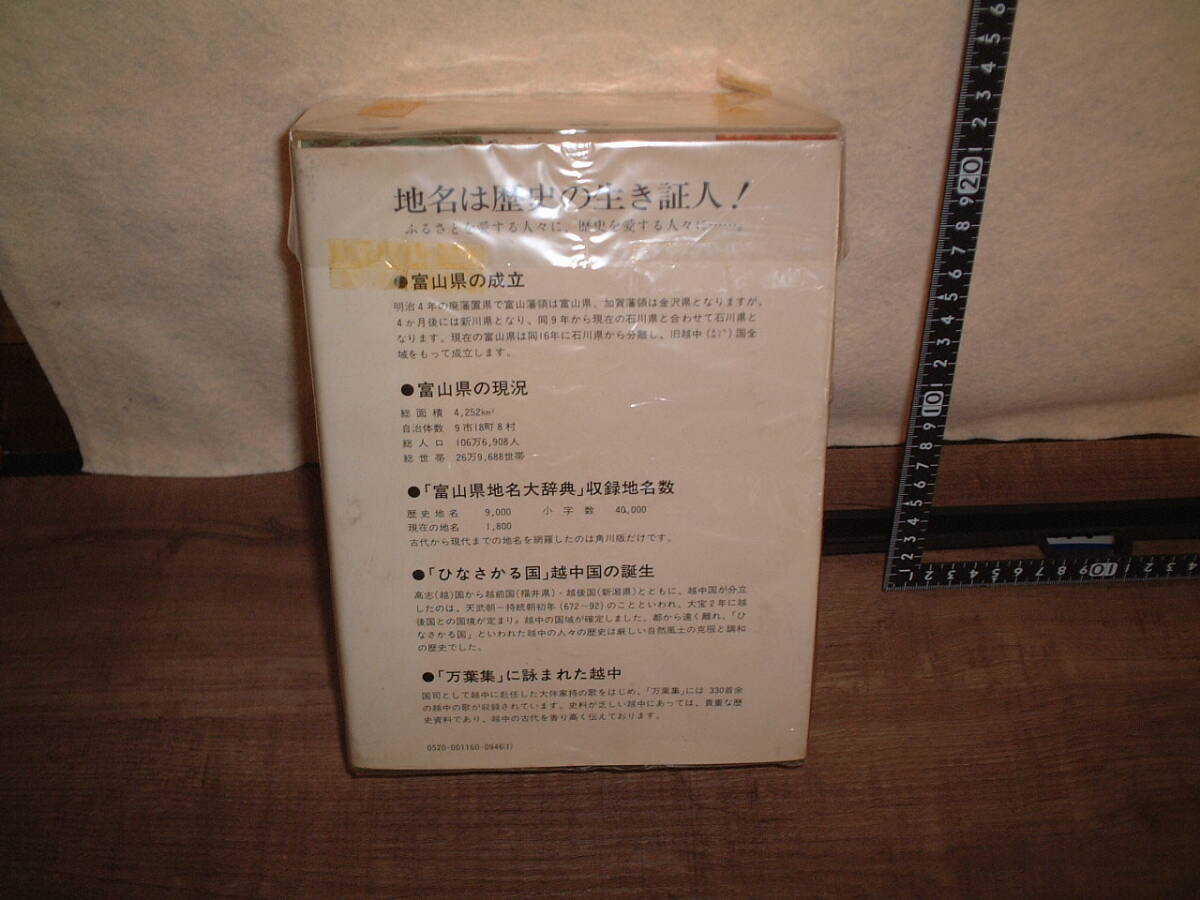 地名は歴史の生き証人!
ふるさとを愛する人々に、歴史を愛する人々に……。
●富山県の成立
明治4年の廃藩置県で富山藩領は富山県、加賀藩領は金沢県となりますが、
4か月後には新川県となり、同9年から現在の石川県と合わせて石川県と
なります。現在の富山県は同16年に石川県から分離し、旧越中国全
域をもって成立します。
●富山県の現況
総面積 4,252km²
自治体数 9市18町8村
総人口 106万6,908人
総世帯 26万9,688世帯
●「富山県地名大辞典」収録地名数
歴史地名 9,000 小字数 40,000
現在の地名 1,800
古代から現代までの地名を網羅したのは角川版だけです。
●「ひなさかる国」越中国の誕生
高志(越)国から越前国(福井県)・越後国(新潟県)とともに、越中国が分立
したのは、天武朝〜持統朝初年(672〜92)のことといわれ、大宝2年に越
後国との国境が定まり、越中の国域が確定しました。都から遠く離れ、「ひ
なさかる国」といわれた越中の人々の歴史は厳しい自然風土の克服と調和
の歴史でした。
●「万葉集」に詠まれた越中
国司として越中に赴任した大伴家持の歌をはじめ、「万葉集」には330首余
の越中の歌が収録されています。史料が乏しい越中にあっては、貴重な歴
史資料であり、越中の古代を香り高く伝えております。
0520-001160-0946(1)